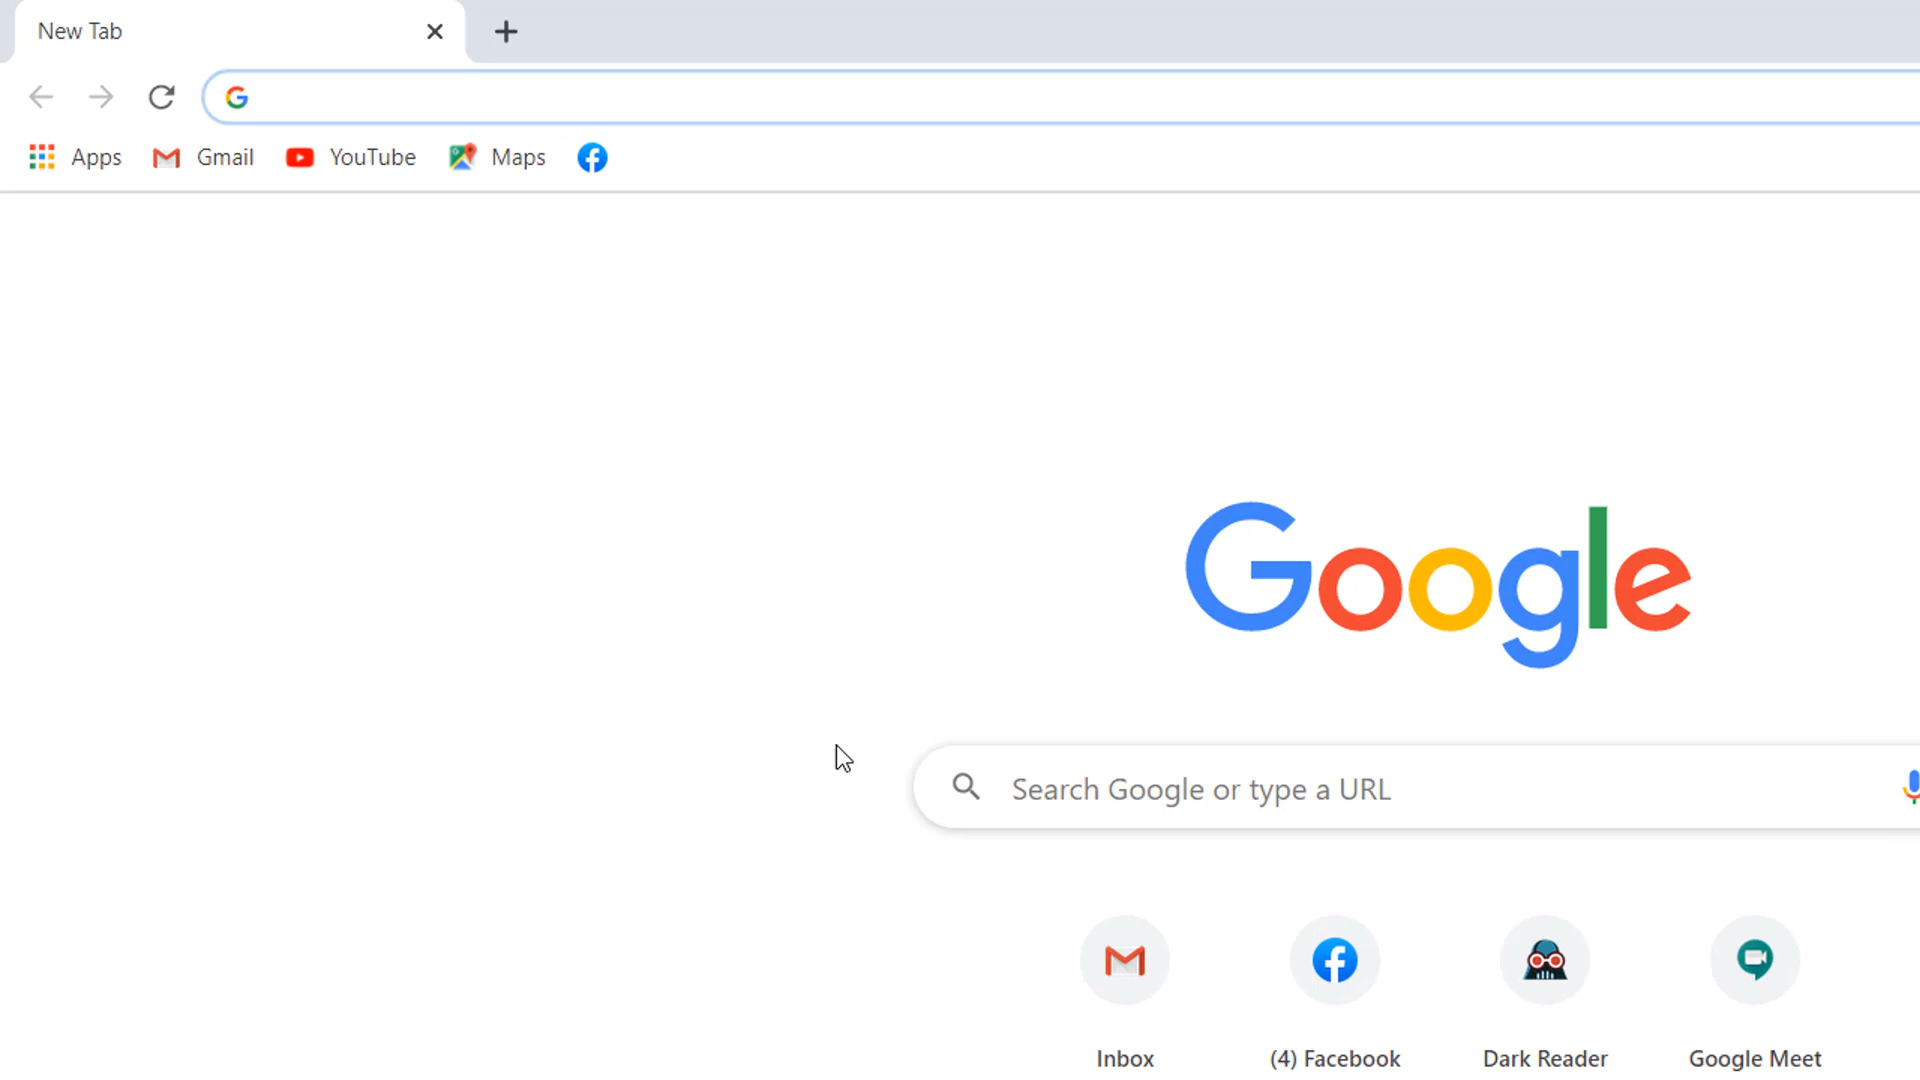 New Tab
Apps Gmail YouTube Maps
Google
Search Google or type a URL
Inbox (4) Facebook Dark Reader Google Meet